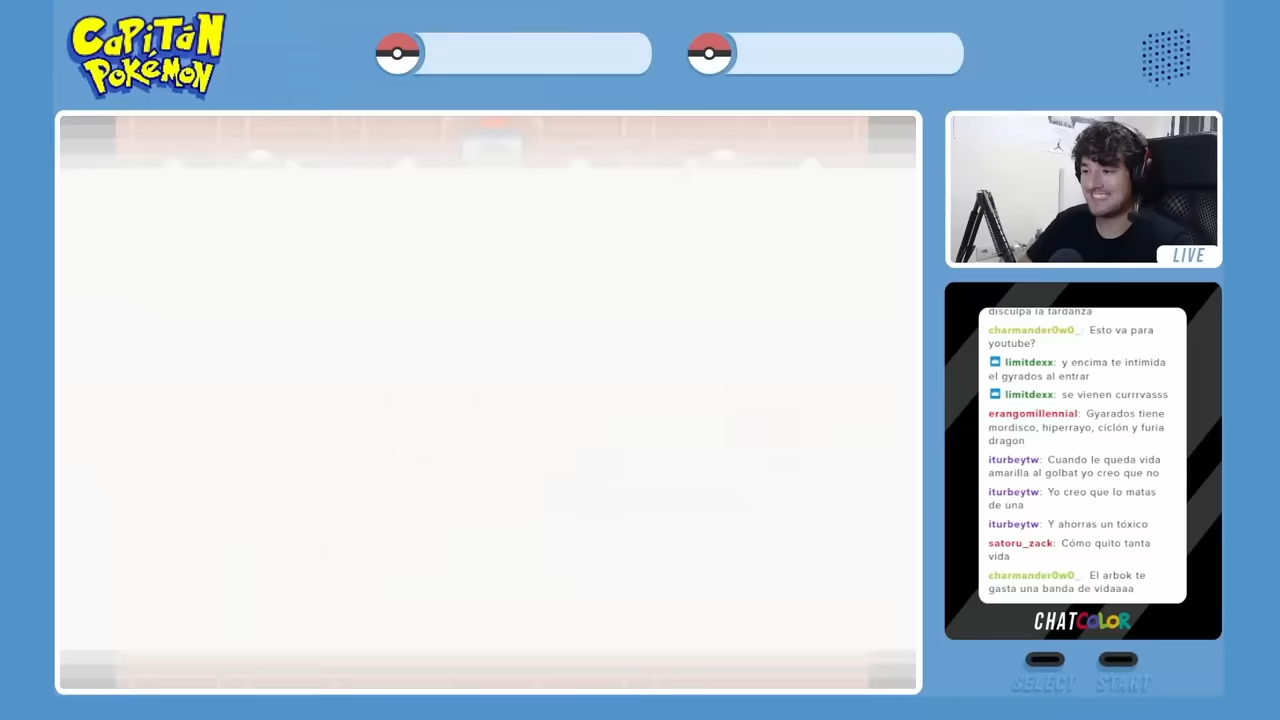 CAPITÁN
POKÉMON
LIVE
disculpa la tardanza
charmander0w0_: Esto va para
youtube?
limitdexx: y encima te intimida
el gyrados al entrar
limitdexx: se vienen currrvasss
erangomillennial: Gyarados tiene
mordisco, hiperrayo, ciclón y furia
dragon
iturbeytw: Cuando le queda vida
amarilla al golbat yo creo que no
iturbeytw: Yo creo que lo matas
de una
iturbeytw: Y ahorras un tóxico
satoru_zack: Cómo quito tanta
vida
charmander0w0_: El arbok te
gasta una banda de vidaaaa
CHATCOLOR
SELECT START